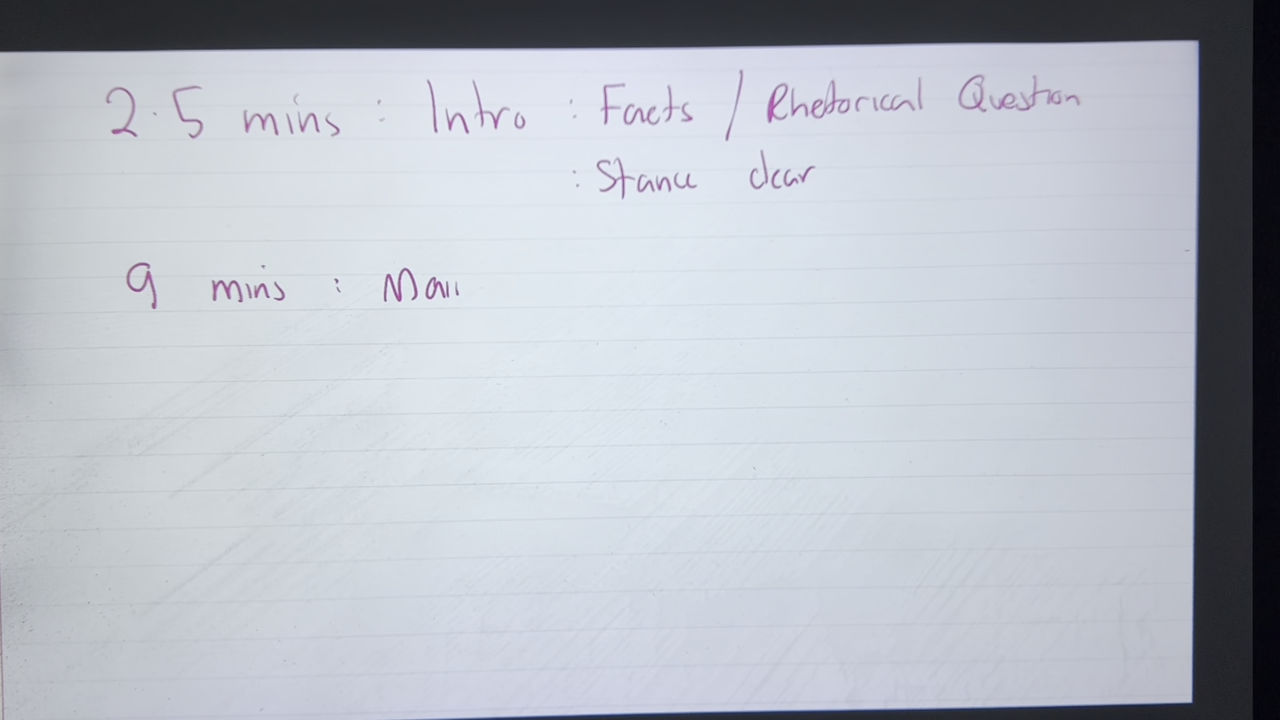 2.5 mins : Intro : Facts / Rhetorical Question
: Stance clear
9 mins :